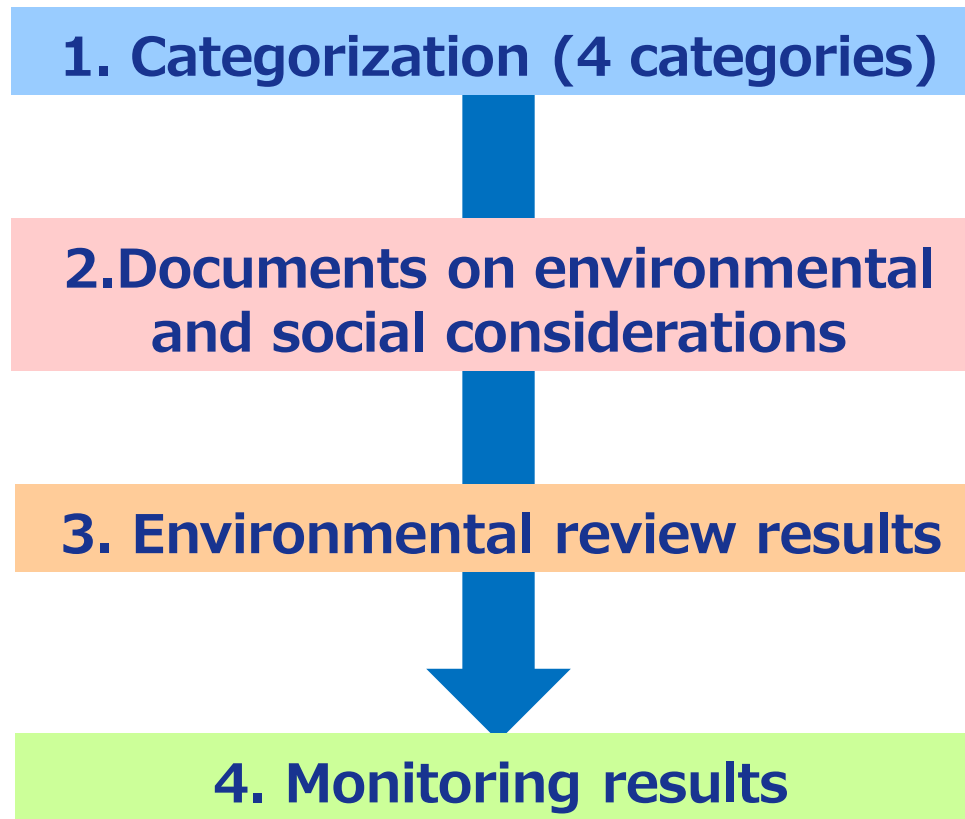 1. Categorization (4 categories)
2.Documents on environmental
and social considerations
3. Environmental review results
4. Monitoring results